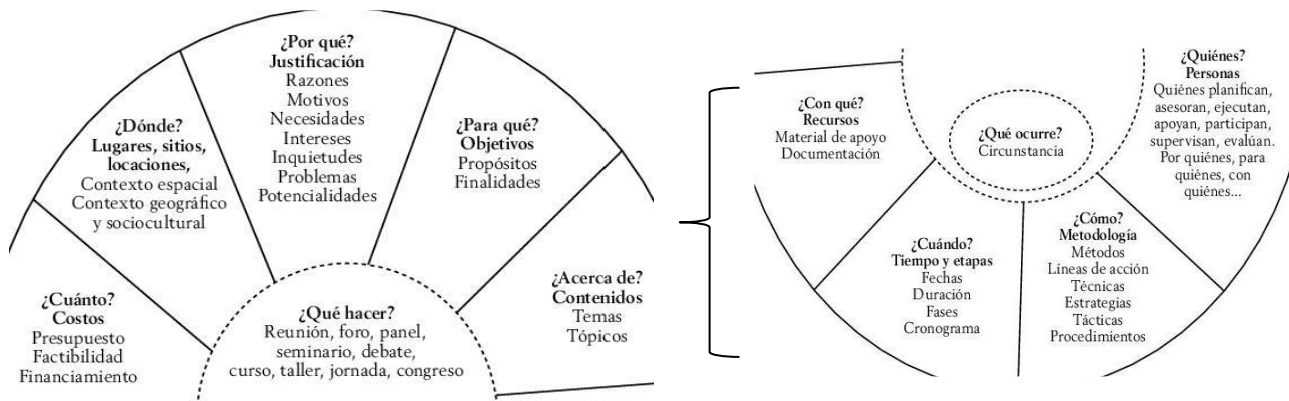 ¿Por qué?
Justificación
Razones
Motivos
Necesidades
Intereses
Inquietudes
Problemas
Potencialidades
¿Dónde?
Lugares, sitios,
locaciones,
Contexto espacial
Contexto geográfico
y sociocultural
¿Para qué?
Objetivos
Propósitos
Finalidades
¿Cuánto?
Costos
Presupuesto
Factibilidad
Financiamiento
¿Qué hacer?
Reunión, foro, panel,
seminario, debate,
curso, taller, jornada, congreso
¿Acerca de?
Contenidos
Temas
Tópicos
¿Con qué?
Recursos
Material de apoyo
Documentación
¿Qué ocurre?
Circunstancia
¿Quiénes?
Personas
Quiénes planifican,
asesoran, ejecutan,
apoyan, participan,
supervisan, evalúan.
Por quiénes, para
quiénes, con
quiénes...
¿Cuándo?
Tiempo y etapas
Fechas
Duración
Fases
Cronograma
¿Cómo?
Metodología
Métodos
Líneas de acción
Técnicas
Estrategias
Tácticas
Procedimientos